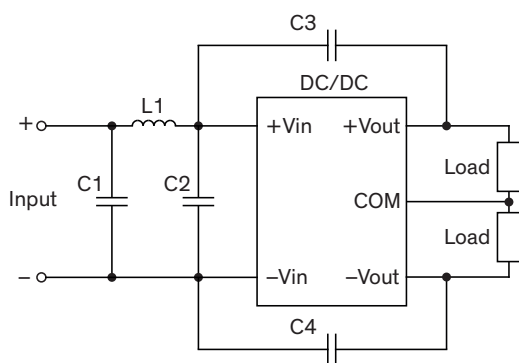 C3
DC/DC
L1
+
+Vin
+Vout
Load
C1
C2
Input
COM
Load
–
–Vin
–Vout
C4